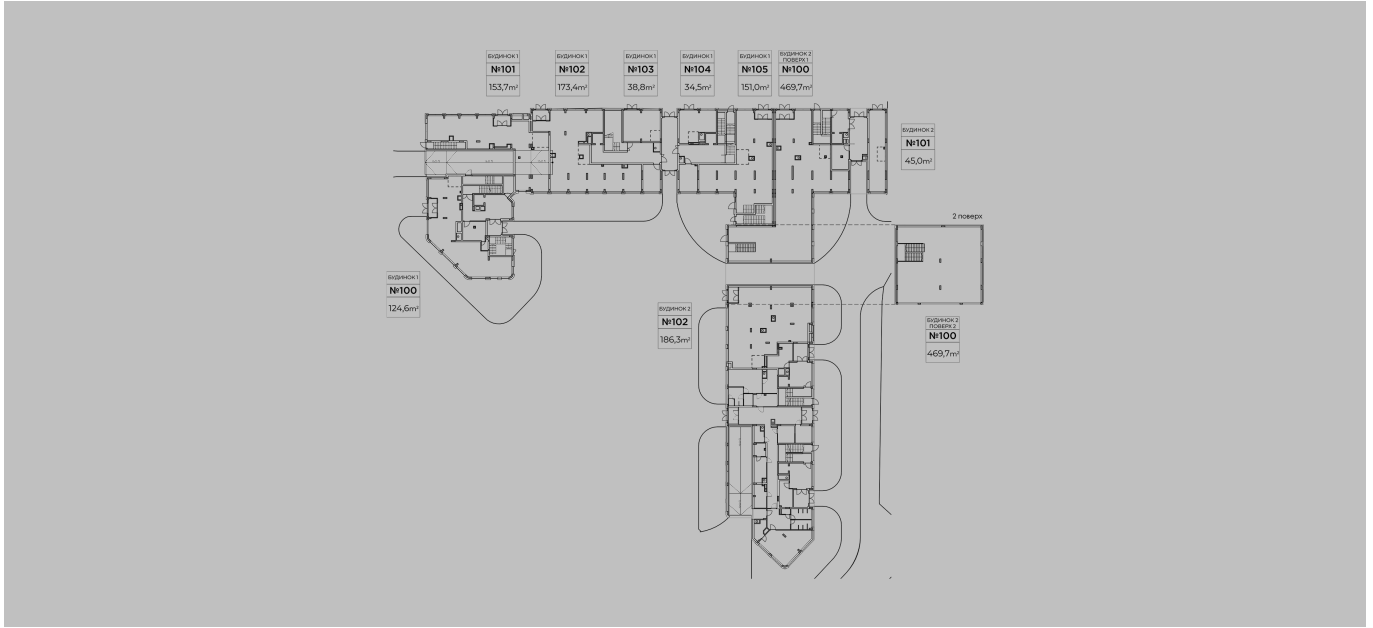 БУДИНОК 1
№101
153,7m²
БУДИНОК 1
№102
173,4m²
БУДИНОК 1
№103
38,8m²
БУДИНОК 1
№104
34,5m²
БУДИНОК 1
№105
151,0m²
БУДИНОК 2
ПОВЕРХ 1
№100
469,7m²
БУДИНОК 2
№101
45,0m²
2 поверх
БУДИНОК 1
№100
124,6m²
БУДИНОК 2
№102
186,3m²
БУДИНОК 2
ПОВЕРХ 2
№100
469,7m²